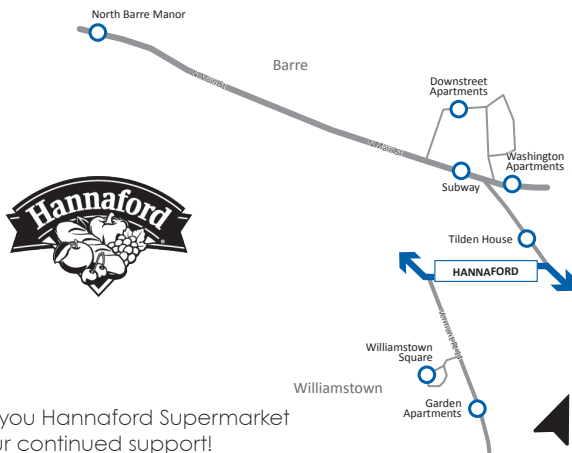 North Barre Manor
Barre
N Main St
Downstreet
Apartments
N Main St
Washington
Apartments
Subway
Hannaford
®
Tilden House
HANNAFORD
Williamstown
Square
Williamstown
Garden
Apartments
you Hannaford Supermarket
ur continued support!